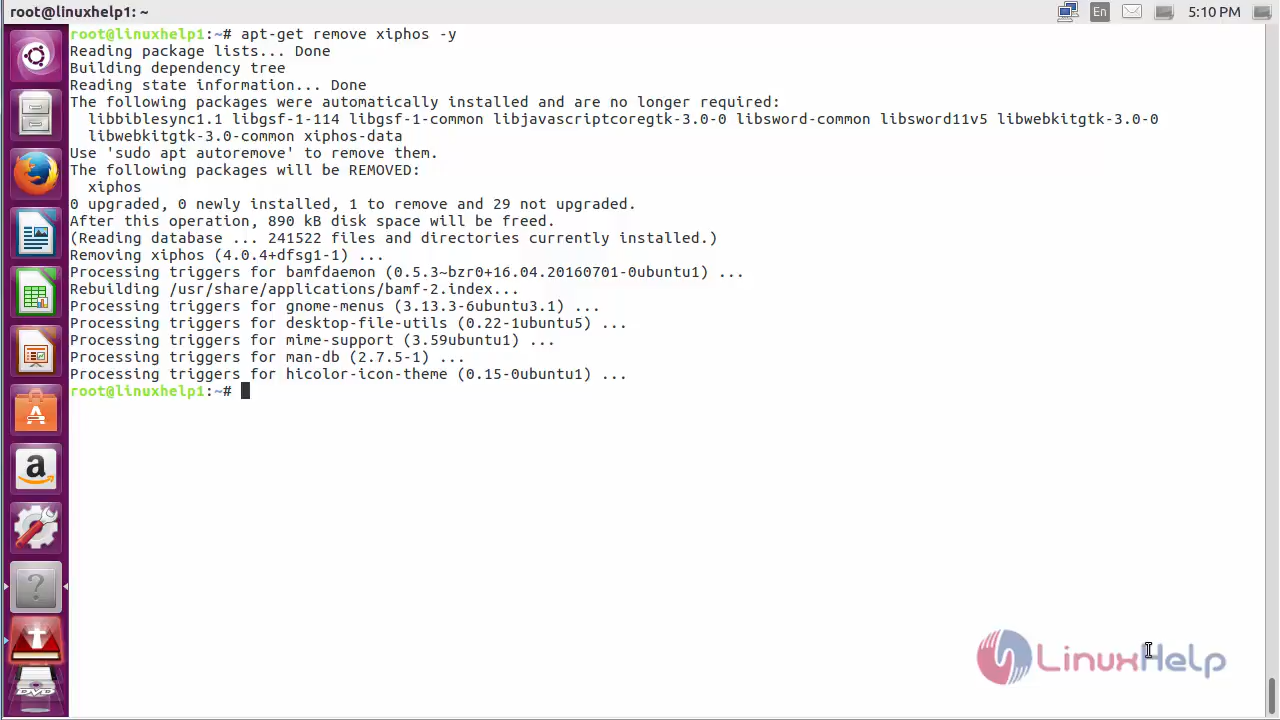 root@linuxhelp1: ~
En
5:10 PM
root@linuxhelp1:~# apt-get remove xiphos -y
Reading package lists... Done
Building dependency tree
Reading state information... Done
The following packages were automatically installed and are no longer required:
libbiblesync1.1 libgsf-1-114 libgsf-1-common libjavascriptcoregtk-3.0-0 libsword-common libsword11v5 libwebkitgtk-3.0-0
libwebkitgtk-3.0-common xiphos-data
Use 'sudo apt autoremove' to remove them.
The following packages will be REMOVED:
xiphos
0 upgraded, 0 newly installed, 1 to remove and 29 not upgraded.
After this operation, 890 kB disk space will be freed.
(Reading database ... 241522 files and directories currently installed.)
Removing xiphos (4.0.4+dfsg1-1) ...
Processing triggers for bamfdaemon (0.5.3~bzr0+16.04.20160701-0ubuntu1) ...
Rebuilding /usr/share/applications/bamf-2.index...
Processing triggers for gnome-menus (3.13.3-6ubuntu3.1) ...
Processing triggers for desktop-file-utils (0.22-1ubuntu5) ...
Processing triggers for mime-support (3.59ubuntu1) ...
Processing triggers for man-db (2.7.5-1) ...
Processing triggers for hicolor-icon-theme (0.15-0ubuntu1) ...
root@linuxhelp1:~#
A
a
?
DVD
LinuxHelp